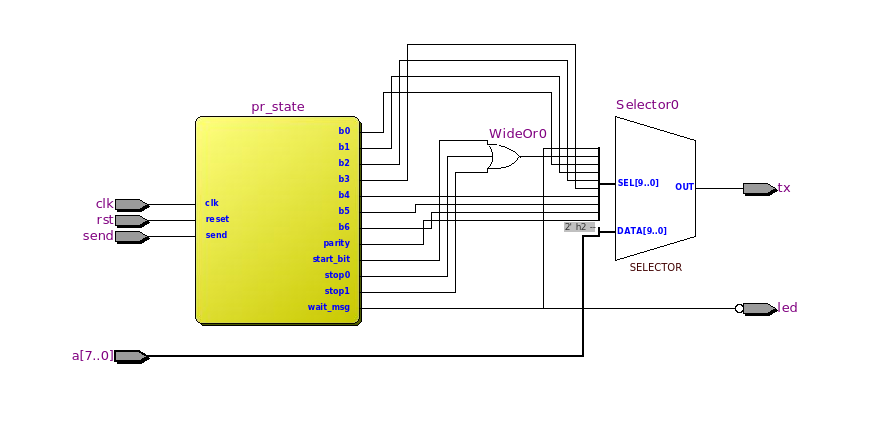 pr_state
b0
b1
b2
b3
b4
b5
b6
parity
start_bit
stop0
stop1
wait_msg
clk
reset
send
clk
rst
send
a[7..0]
WideOr0
Selector0
SEL[9..0]
OUT
DATA[9..0]
2' h2 --
SELECTOR
tx
led